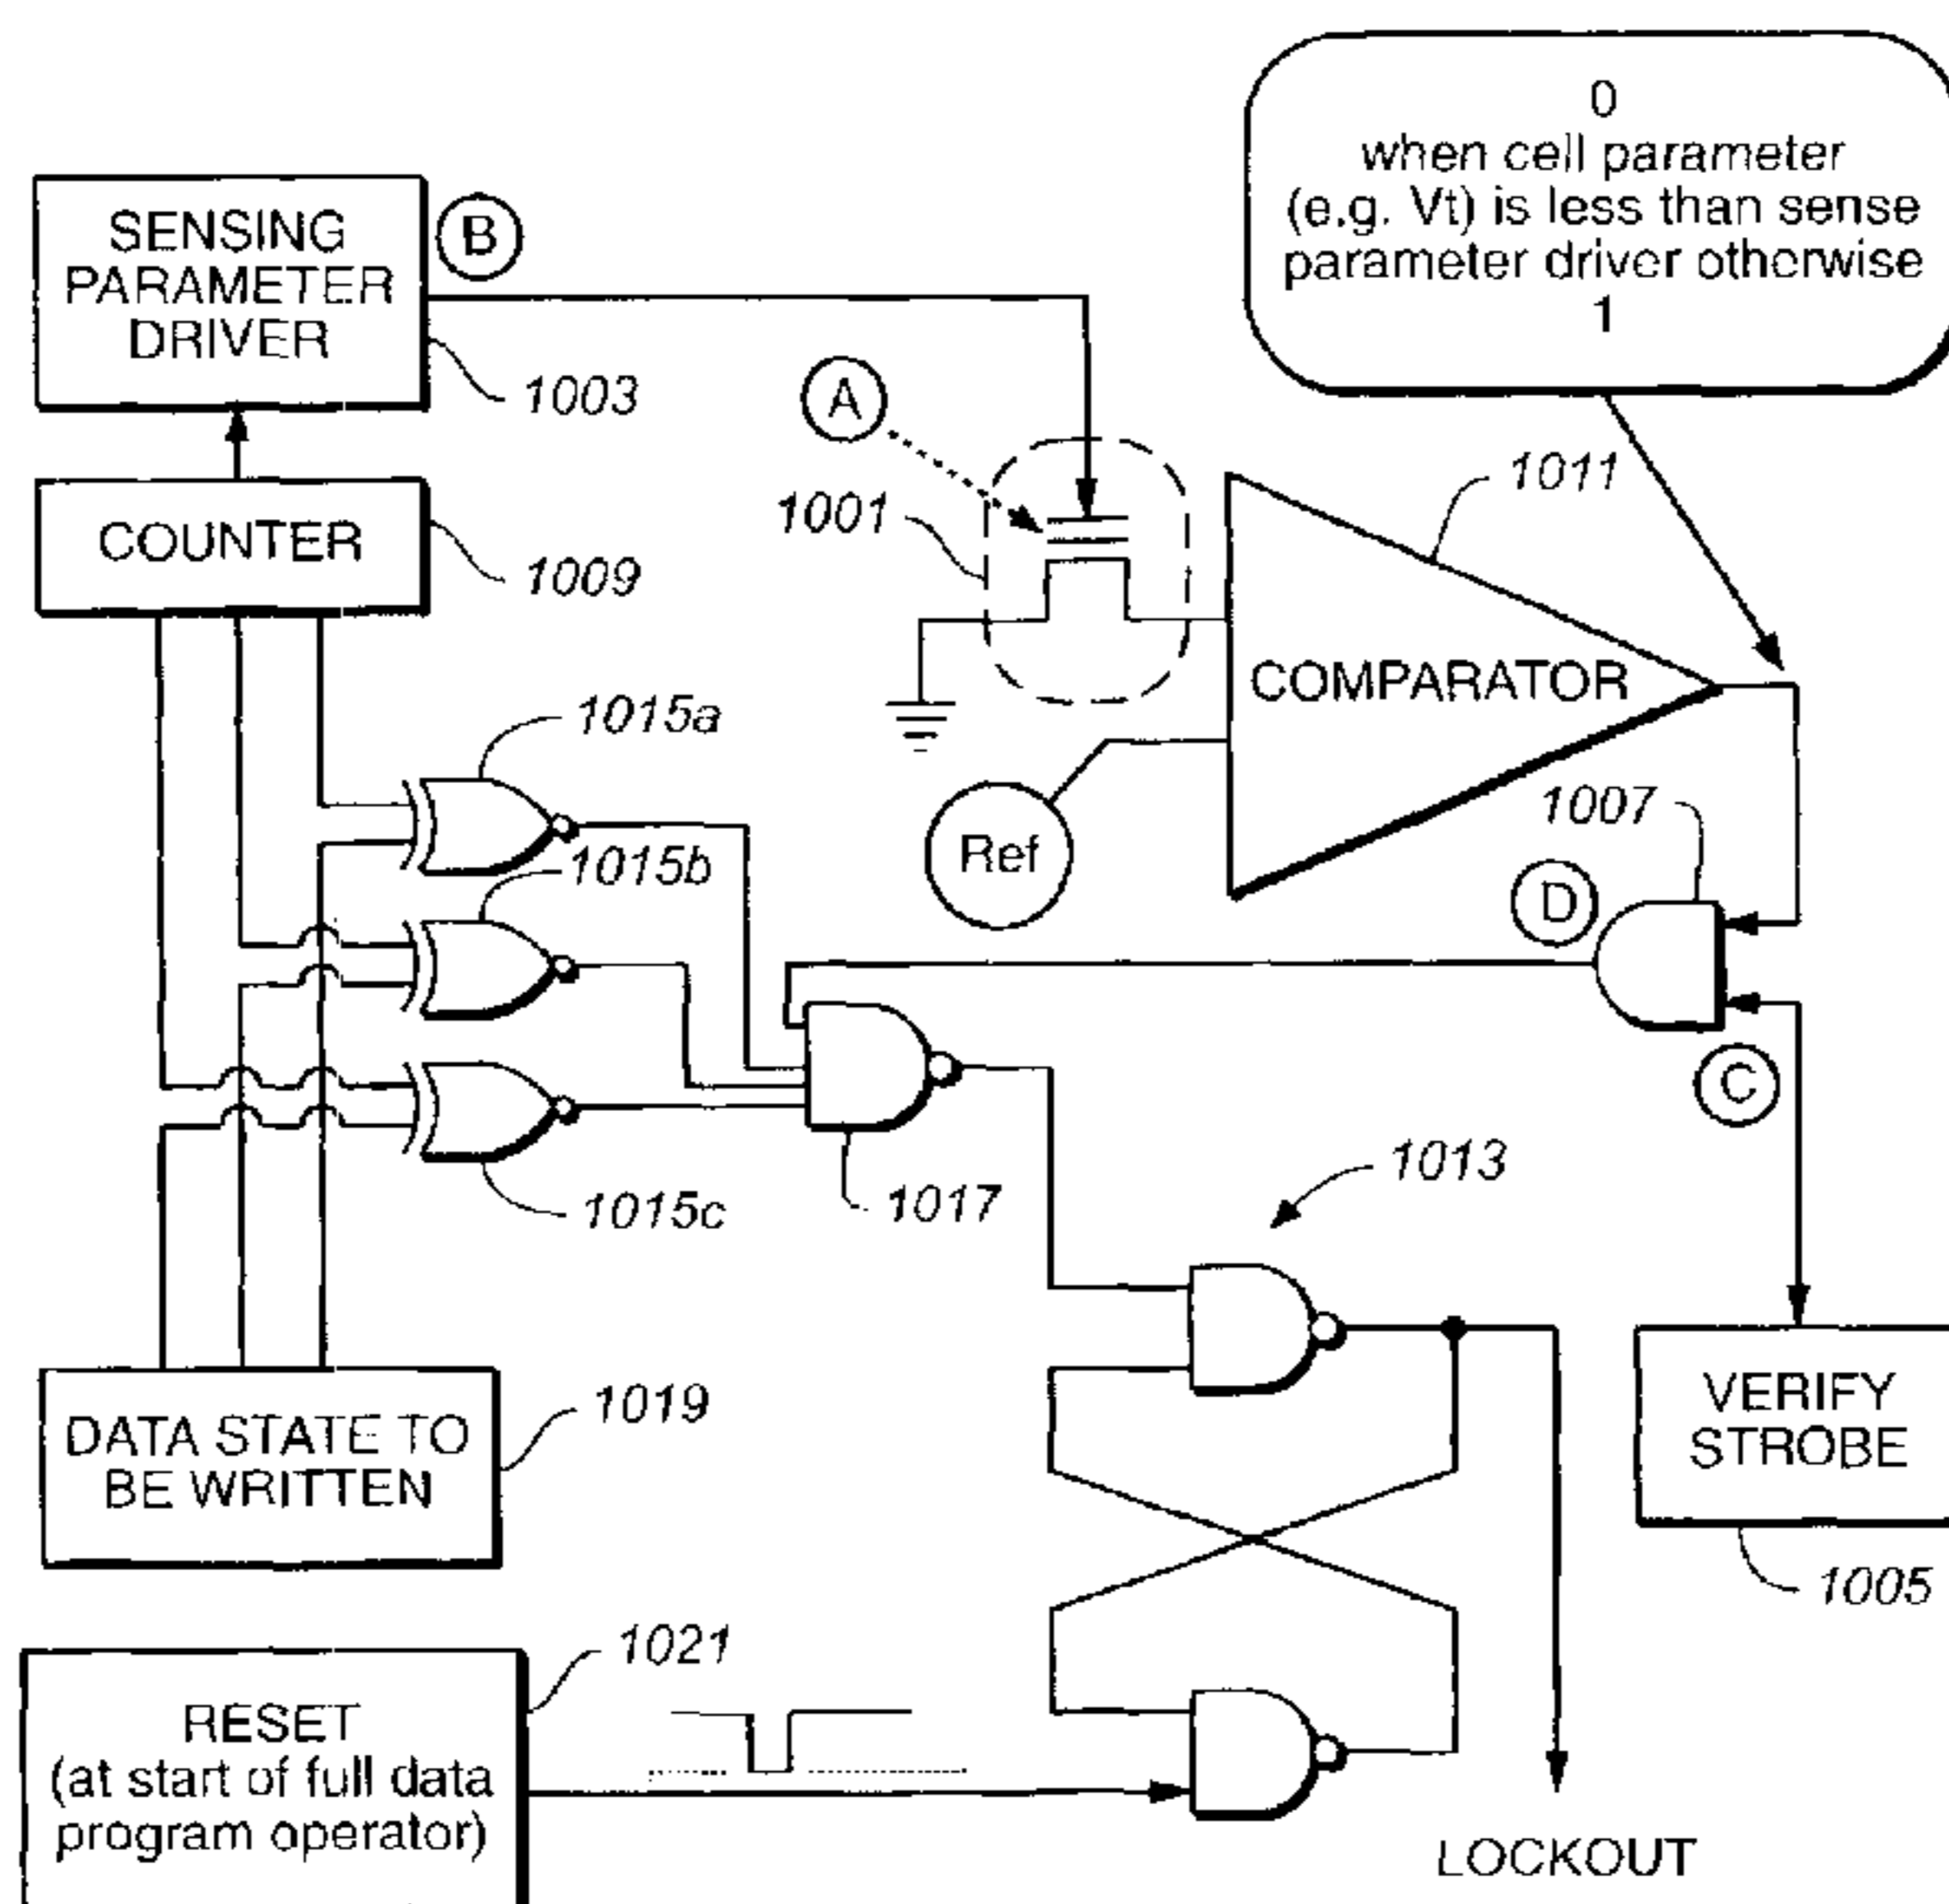 0
when cell parameter
(e.g. Vt) is less than sense
parameter driver otherwise
1
SENSING
PARAMETER
DRIVER
B
1003
A
1001
1011
COUNTER
1009
COMPARATOR
1015a
1007
Ref
1015b
D
C
1015c
1017
1013
DATA STATE TO
BE WRITTEN
1019
VERIFY
STROBE
1005
1021
RESET
(at start of full data
program operator)
LOCKOUT